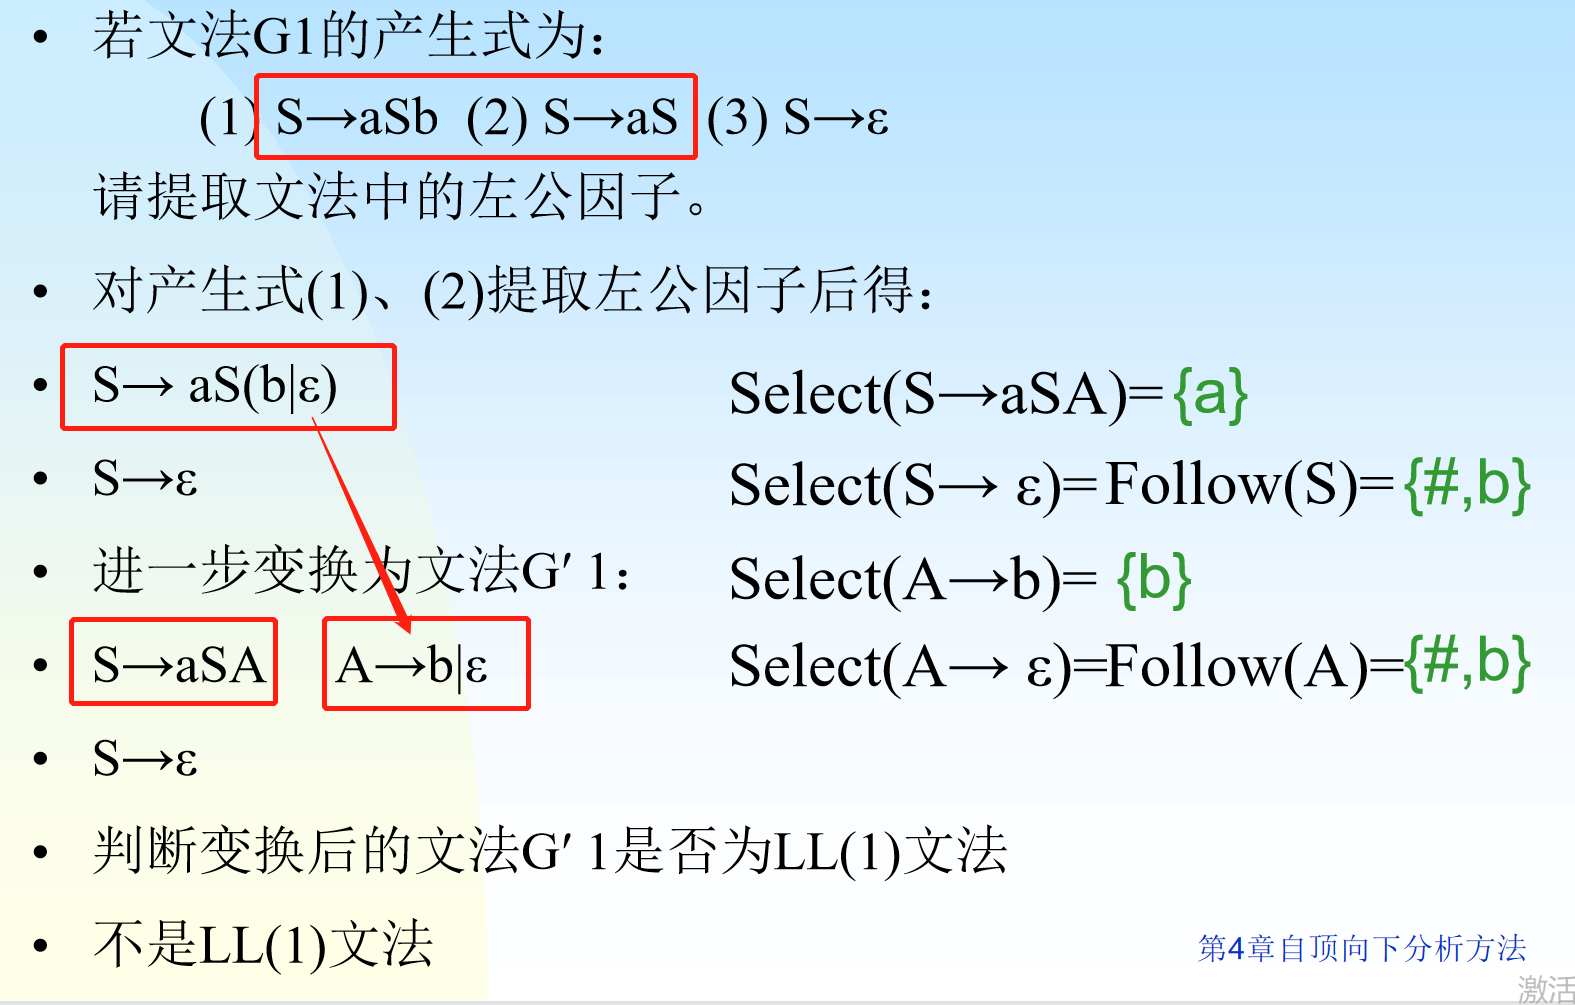 • 若文法G1的产生式为：
(1) S→aSb (2) S→aS (3) S→ε
请提取文法中的左公因子。
• 对产生式(1)、(2)提取左公因子后得：
• S→ aS(b|ε)
Select(S→aSA)={a}
• S→ε
Select(S→ ε)=Follow(S)={#,b}
• 进一步变换为文法G′ 1：
Select(A→b)= {b}
• S→aSA A→b|ε
Select(A→ ε)=Follow(A)={#,b}
• S→ε
• 判断变换后的文法G′ 1是否为LL(1)文法
• 不是LL(1)文法
第4章自顶向下分析方法
激活